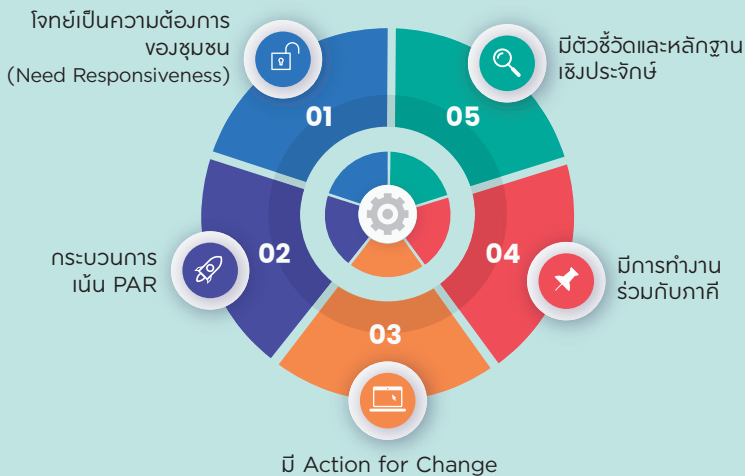 โจทย์เป็นความต้องการ
ของชุมชน
(Need Responsiveness)
01
กระบวนการ
เน้น PAR
02
03
มี Action for Change
04
มีการทำงาน
ร่วมกับภาคี
05
มีตัวชี้วัดและหลักฐาน
เชิงประจักษ์